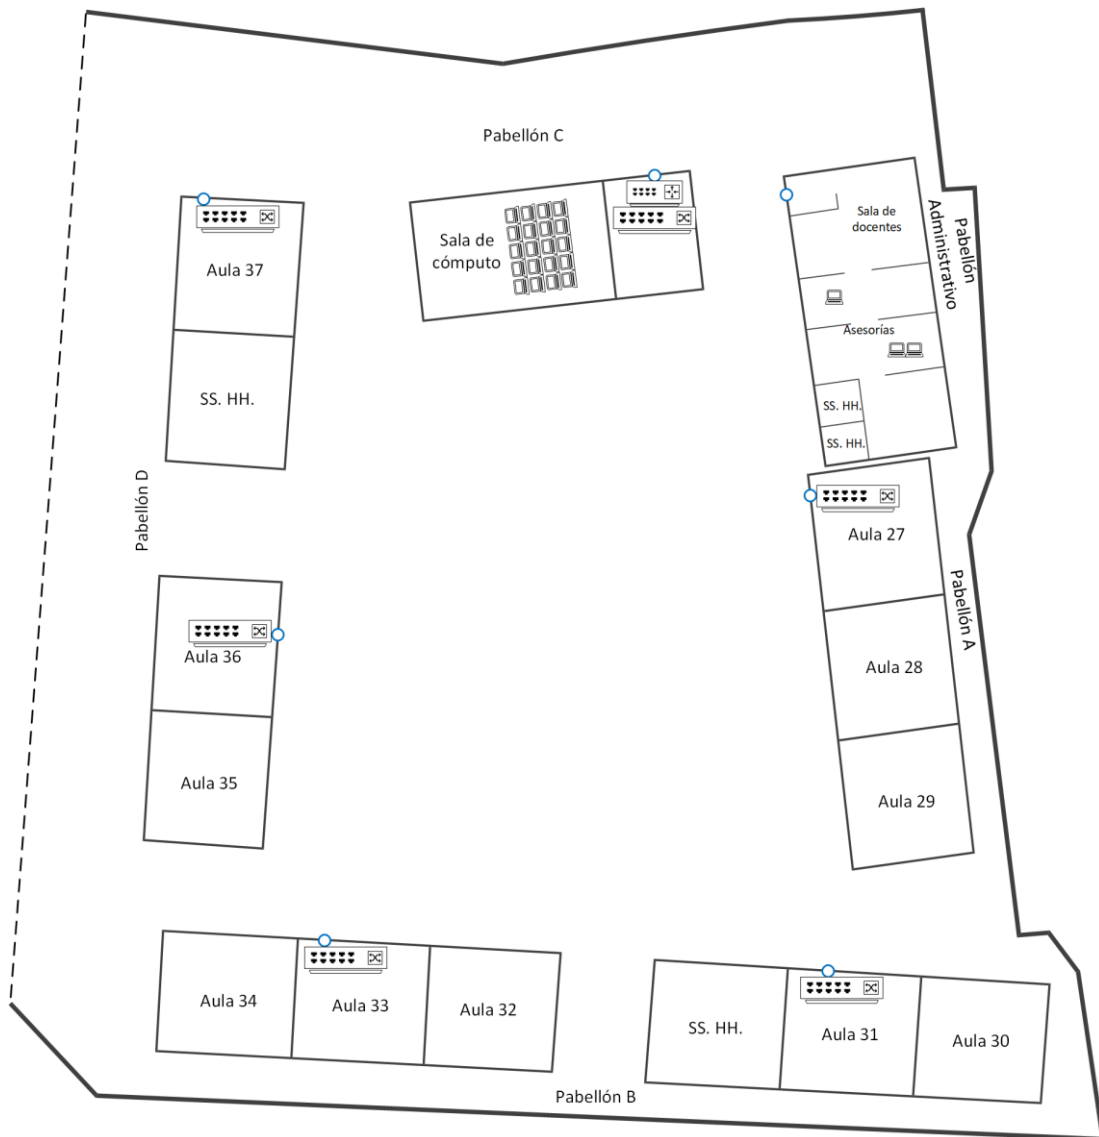 Pabellón C
Pabellón
Administrativo
Sala de
docentes
Sala de
cómputo
Aula 37
Asesorías
SS. HH.
SS. HH.
SS. HH.
Pabellón D
Aula 27
Pabellón A
Aula 36
Aula 28
Aula 35
Aula 29
Aula 34
Aula 33
Aula 32
SS. HH.
Aula 31
Aula 30
Pabellón B